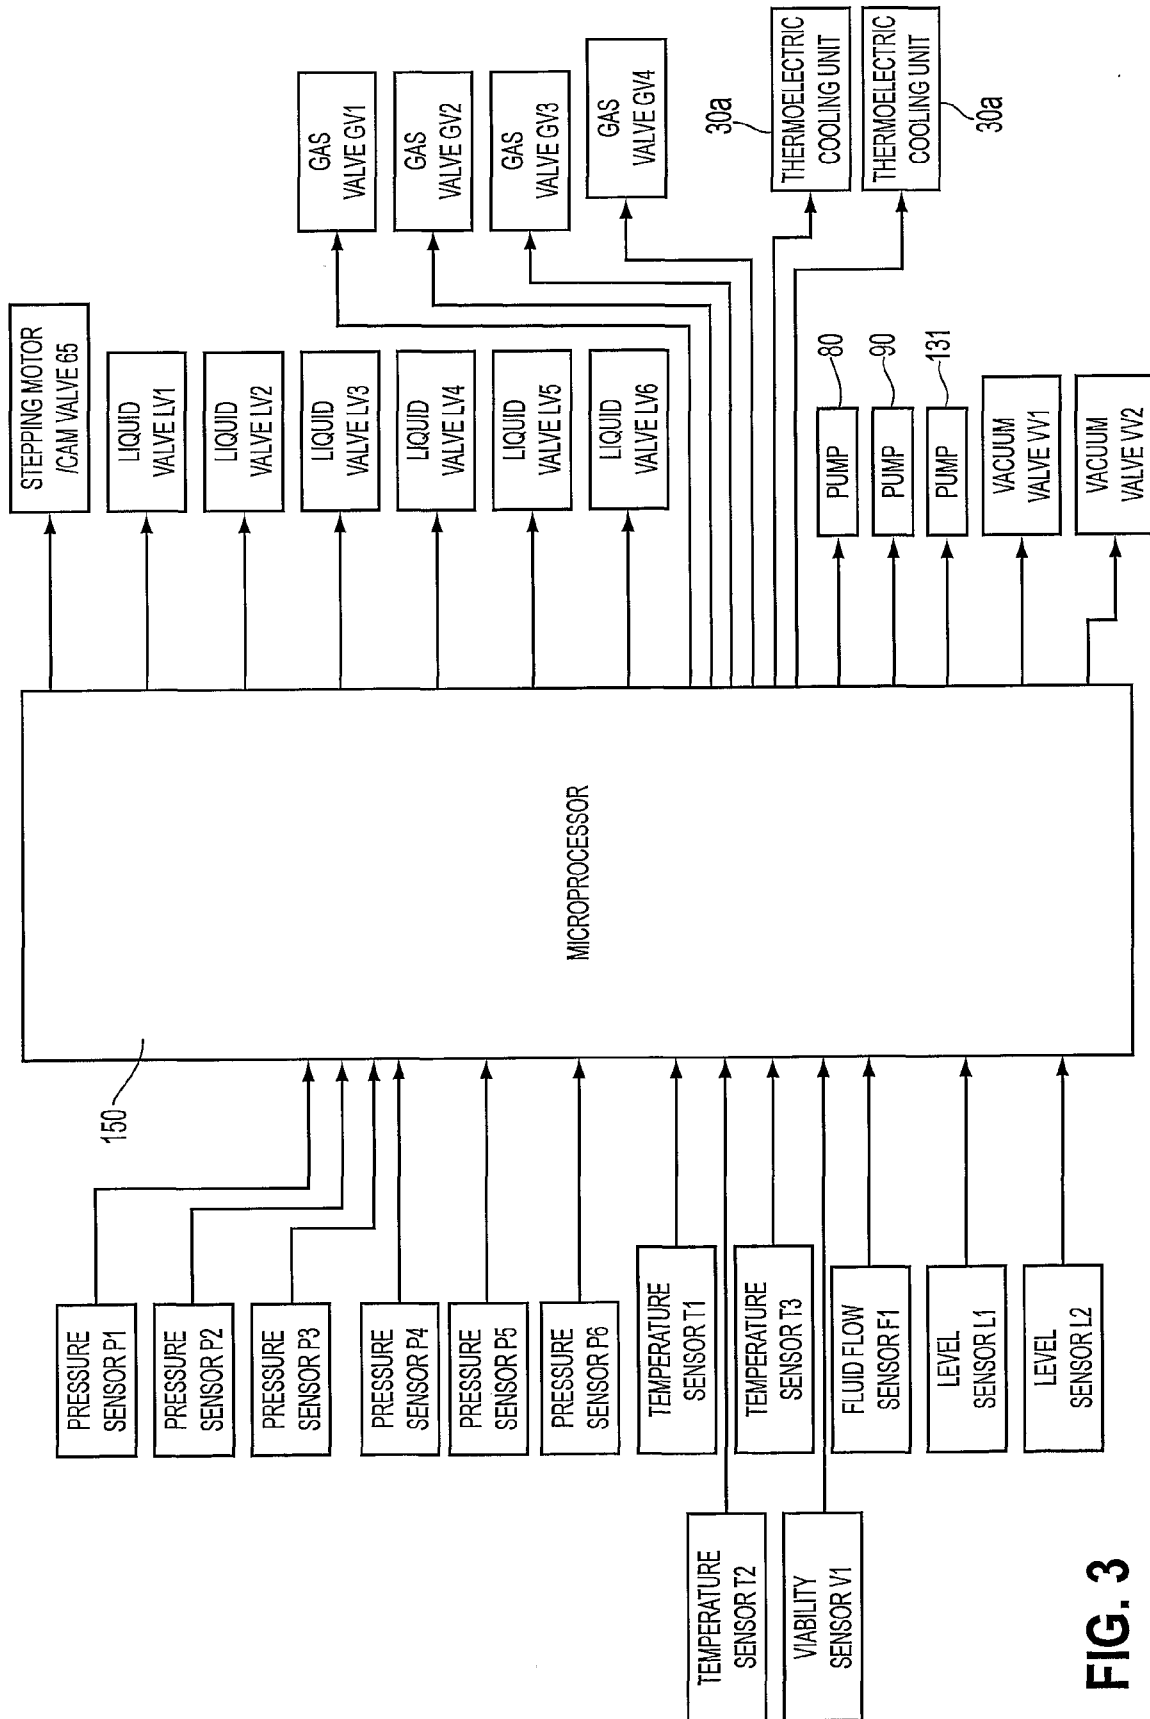 PRESSURE
SENSOR P1
PRESSURE
SENSOR P2
PRESSURE
SENSOR P3
PRESSURE
SENSOR P4
PRESSURE
SENSOR P5
PRESSURE
SENSOR P6
TEMPERATURE
SENSOR T1
TEMPERATURE
SENSOR T2
TEMPERATURE
SENSOR T3
VIABILITY
SENSOR V1
FLUID FLOW
SENSOR F1
LEVEL
SENSOR L1
LEVEL
SENSOR L2
150
MICROPROCESSOR
STEPPING MOTOR
/CAM VALVE 65
LIQUID
VALVE LV1
LIQUID
VALVE LV2
LIQUID
VALVE LV3
LIQUID
VALVE LV4
LIQUID
VALVE LV5
LIQUID
VALVE LV6
GAS
VALVE GV1
GAS
VALVE GV2
GAS
VALVE GV3
GAS
VALVE GV4
30a
THERMOELECTRIC
COOLING UNIT
THERMOELECTRIC
COOLING UNIT
30a
PUMP
80
PUMP
90
PUMP
131
VACUUM
VALVE VV1
VACUUM
VALVE VV2
FIG. 3